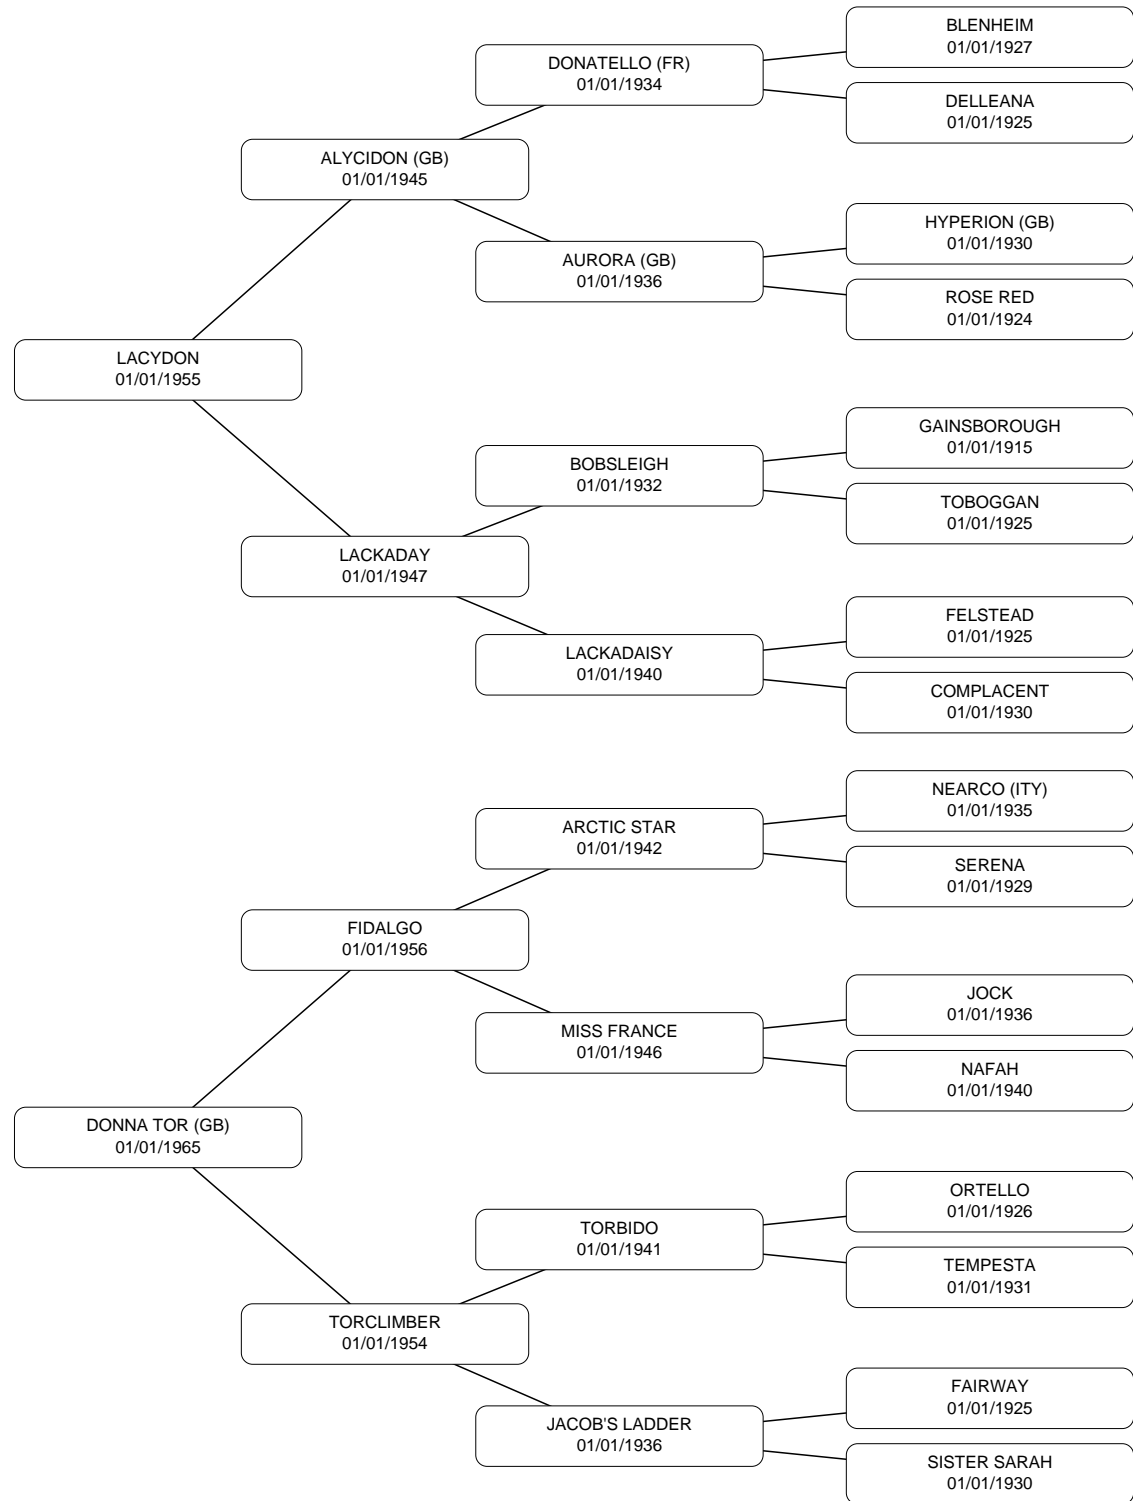 BLENHEIM
01/01/1927
DONATELLO (FR)
01/01/1934
DELLEANA
01/01/1925
ALYCIDON (GB)
01/01/1945
HYPERION (GB)
01/01/1930
AURORA (GB)
01/01/1936
ROSE RED
01/01/1924
LACYDON
01/01/1955
GAINSBOROUGH
01/01/1915
BOBSLEIGH
01/01/1932
TOBOGGAN
01/01/1925
LACKADAY
01/01/1947
FELSTEAD
01/01/1925
LACKADAISY
01/01/1940
COMPLACENT
01/01/1930
NEARCO (ITY)
01/01/1935
ARCTIC STAR
01/01/1942
SERENA
01/01/1929
FIDALGO
01/01/1956
JOCK
01/01/1936
MISS FRANCE
01/01/1946
NAFAH
01/01/1940
DONNA TOR (GB)
01/01/1965
ORTELLO
01/01/1926
TORBIDO
01/01/1941
TEMPESTA
01/01/1931
TORCLIMBER
01/01/1954
FAIRWAY
01/01/1925
JACOB'S LADDER
01/01/1936
SISTER SARAH
01/01/1930